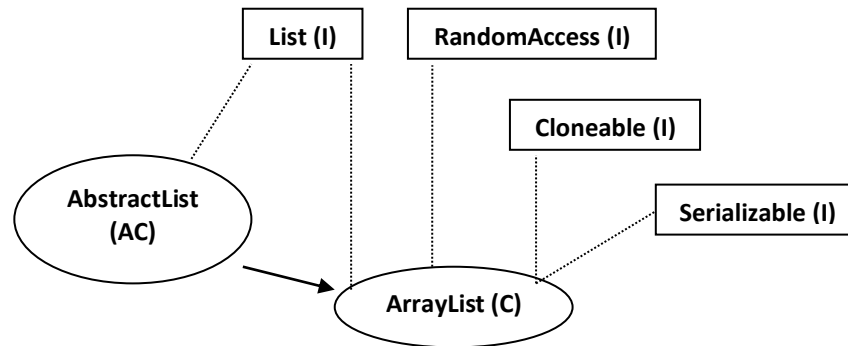 List (I)
RandomAccess (I)
Cloneable (I)
AbstractList
(AC)
Serializable (I)
ArrayList (C)